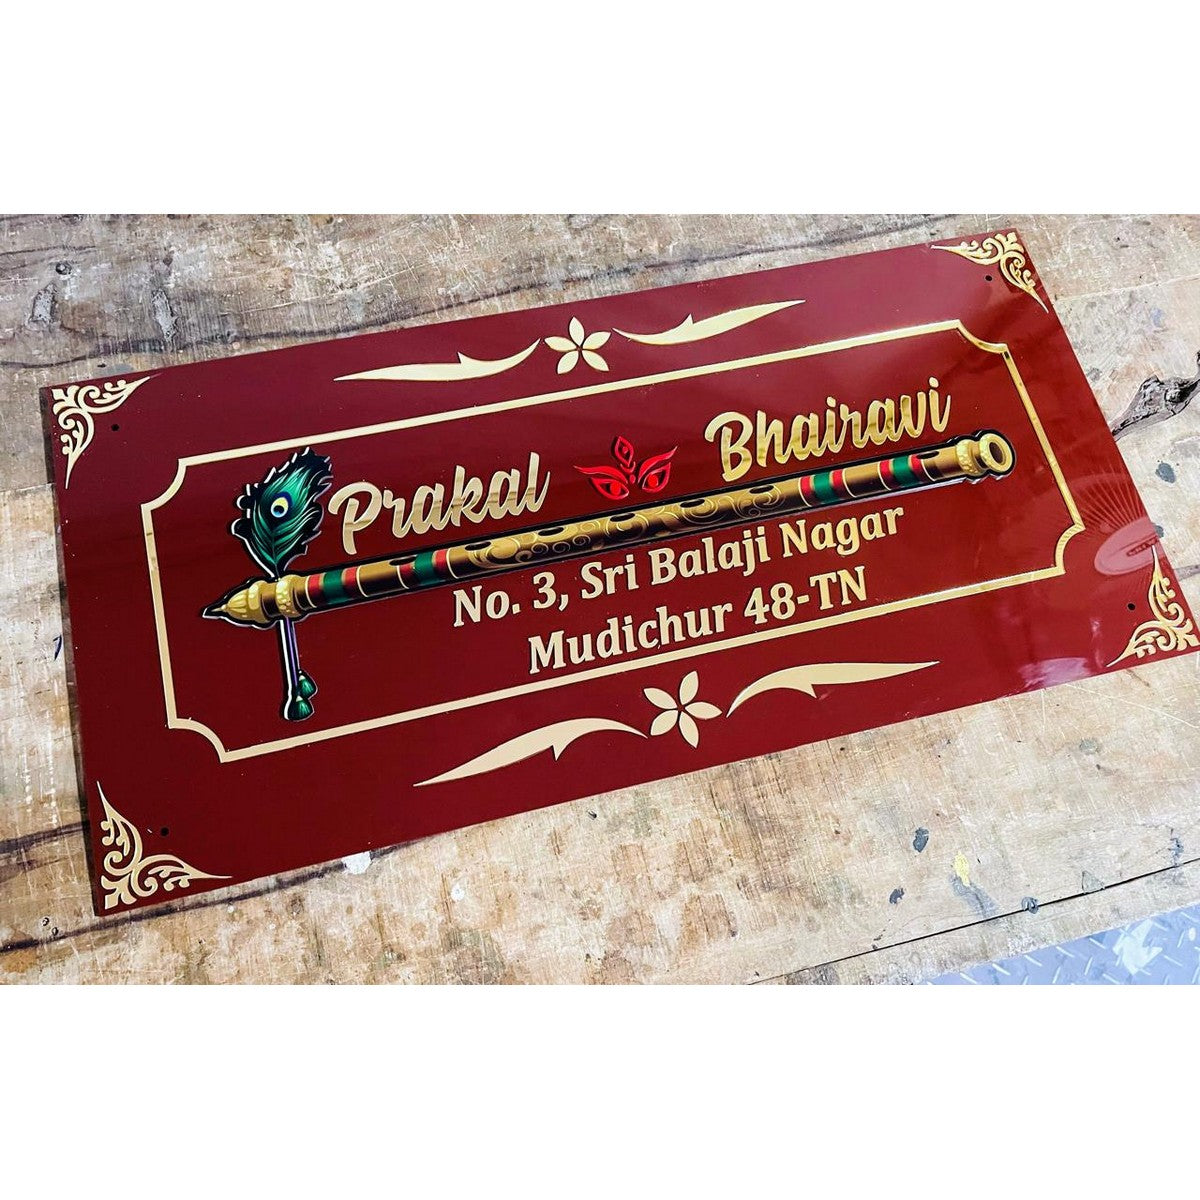 Prakal Bhairavi
No. 3, Sri Balaji Nagar
Mudichur 48-TN